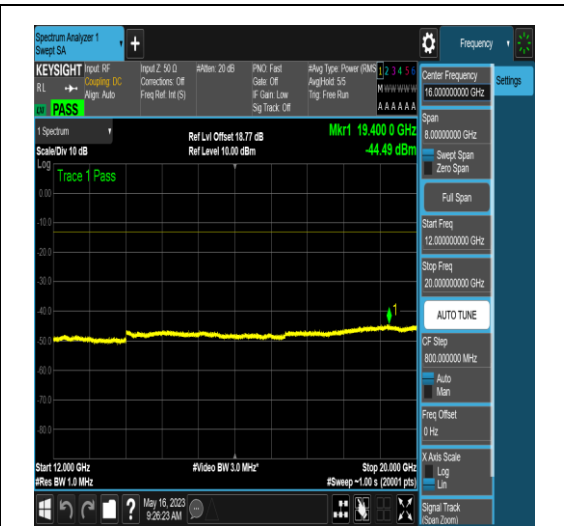 Spectrum Analyzer 1
Swept SA
+
Frequency
KEYSIGHT
RL
PASS
Input: RF
Coupling: DC
Align: Auto
Input Z: 50 Ω
Corrections: Off
Freq Ref: Int (S)
#Atten: 20 dB
PNO: Fast
Gate: Off
IF Gain: Low
Sig Track: Off
#Avg Type: Power (RMS
Avg|Hold: 5/5
Trig: Free Run
1 2 3 4 5 6
M W W W W W
A A A A A A
1 Spectrum
Scale/Div 10 dB
Ref Lvl Offset 18.77 dB
Ref Level 10.00 dBm
Mkr1 19.400 0 GHz
-44.49 dBm
Log
Trace 1 Pass
0.00
-10.0
-20.0
-30.0
-40.0
-50.0
-60.0
-70.0
-80.0
1
Start 12.000 GHz
#Res BW 1.0 MHz
#Video BW 3.0 MHz*
Stop 20.000 GHz
#Sweep ~1.00 s (20001 pts)
May 16, 2023
9:26:23 AM
?
Center Frequency
16.000000000 GHz
Settings
Span
8.00000000 GHz
Swept Span
Zero Span
Full Span
Start Freq
12.000000000 GHz
Stop Freq
20.000000000 GHz
AUTO TUNE
CF Step
800.000000 MHz
Auto
Man
Freq Offset
0 Hz
X Axis Scale
Log
Lin
Signal Track
(Span Zoom)